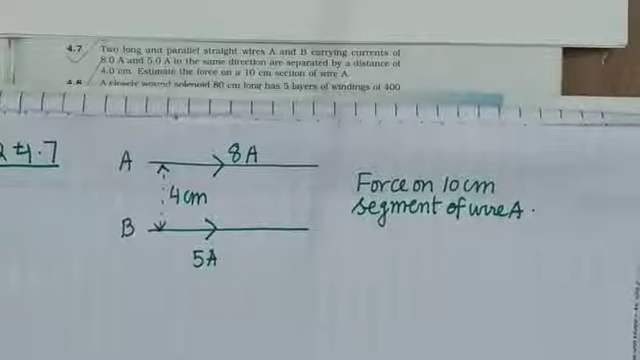 4.7 Two long and parallel straight wires A and B carrying currents of
8.0 A and 5.0 A in the same direction are separated by a distance of
4.0 cm. Estimate the force on a 10 cm section of wire A.
4.8 A closely wound solenoid 80 cm long has 5 layers of windings of 400
4.7
A 8A
4cm
B
5A
Force on 10cm
segment of wire A.